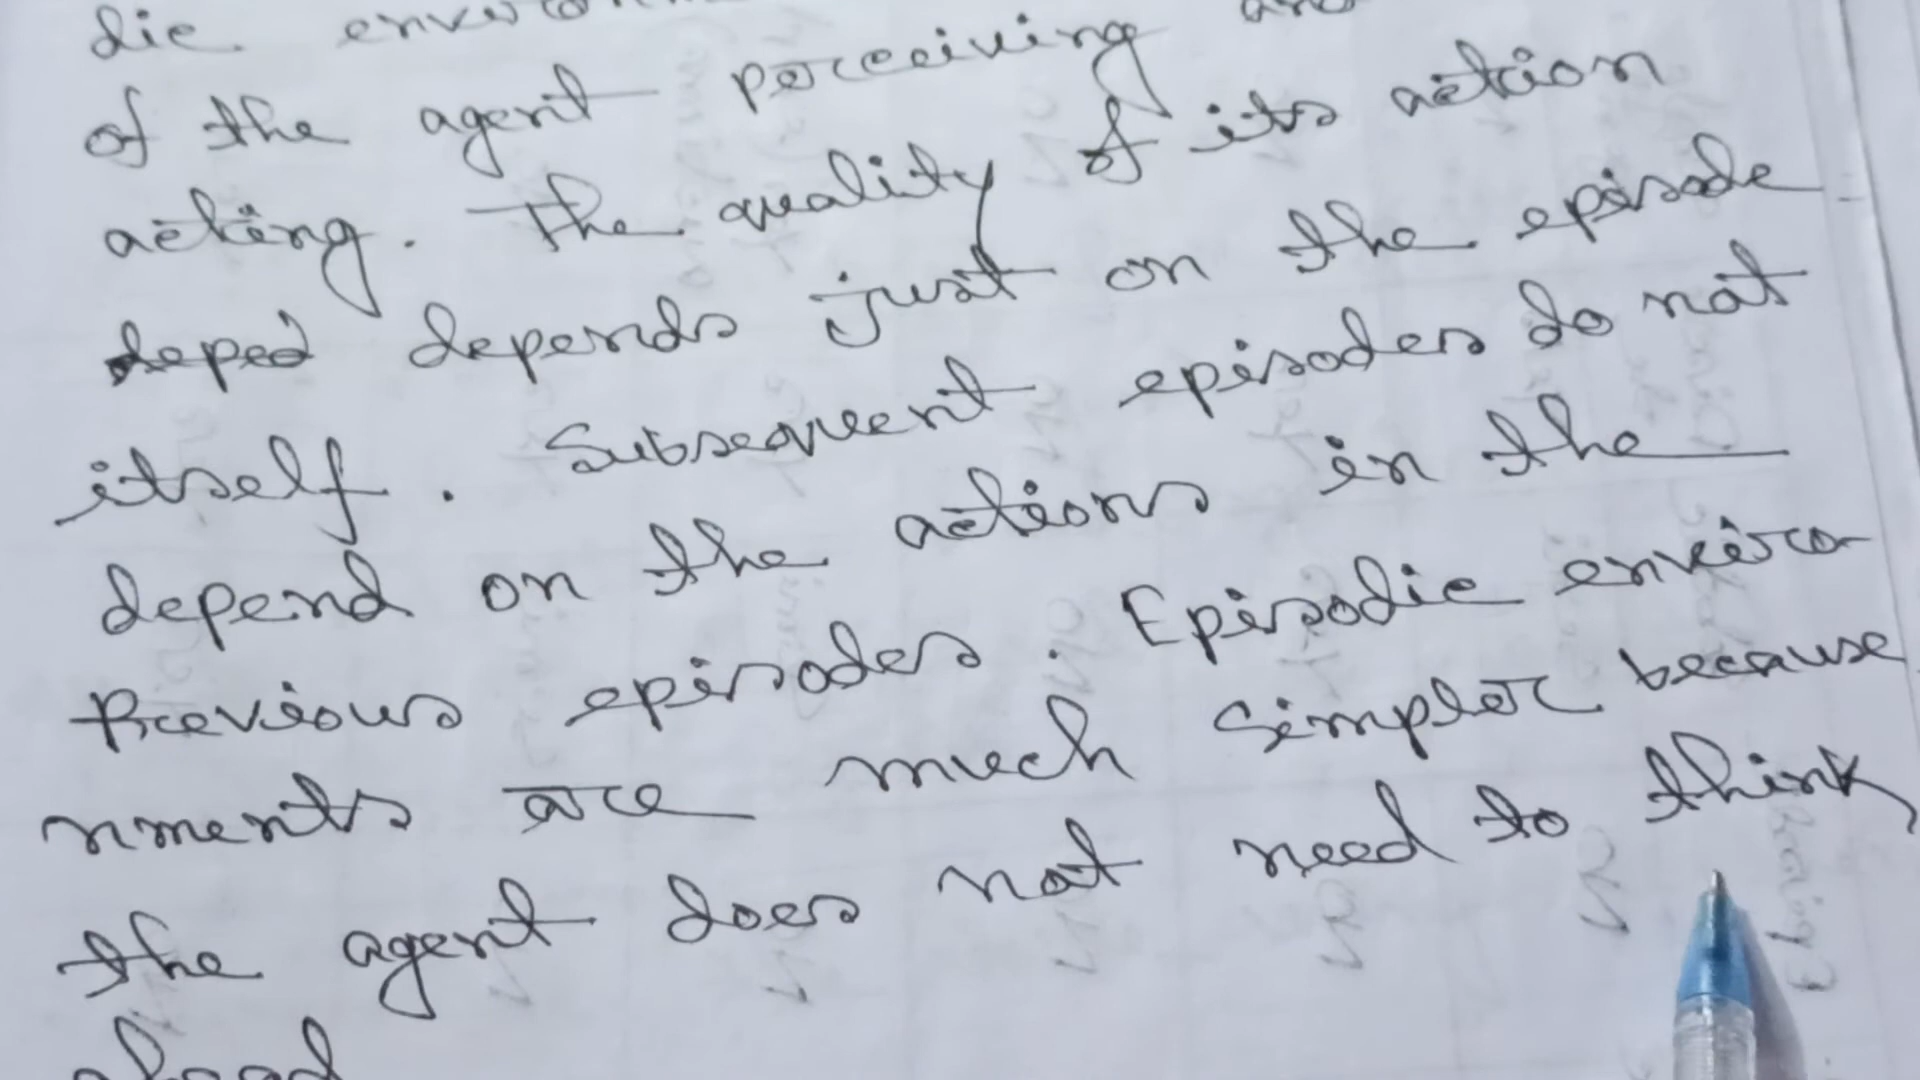 of the agent perceiving and
acting. The quality of its action
deped depends just on the episode
itself. Subsequent episodes do not
depend on the actions in the
previous episodes. Episodic enviro-
nments are much simpler because
the agent does not need to think
ahead